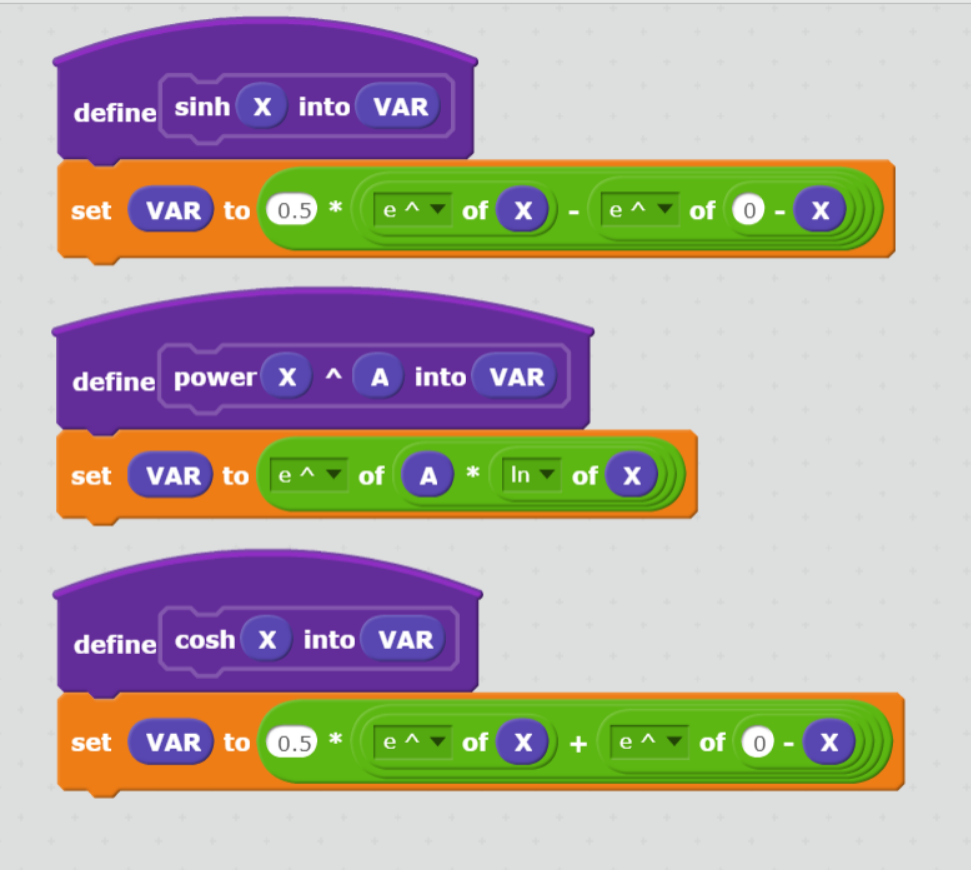 define sinh X into VAR
set VAR to 0.5 * e ^ of X - e ^ of 0 - X
define power X ^ A into VAR
set VAR to e ^ of A * ln of X
define cosh X into VAR
set VAR to 0.5 * e ^ of X + e ^ of 0 - X